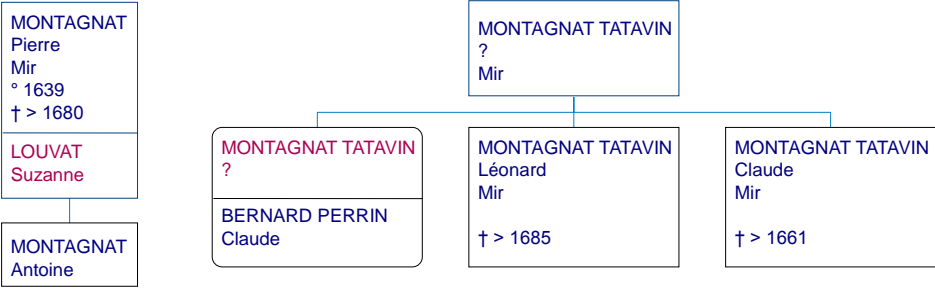 MONTAGNAT
Pierre
Mir
° 1639
† > 1680
LOUVAT
Suzanne
MONTAGNAT
Antoine
MONTAGNAT TATAVIN
?
Mir
MONTAGNAT TATAVIN
?
BERNARD PERRIN
Claude
MONTAGNAT TATAVIN
Léonard
Mir
† > 1685
MONTAGNAT TATAVIN
Claude
Mir
† > 1661